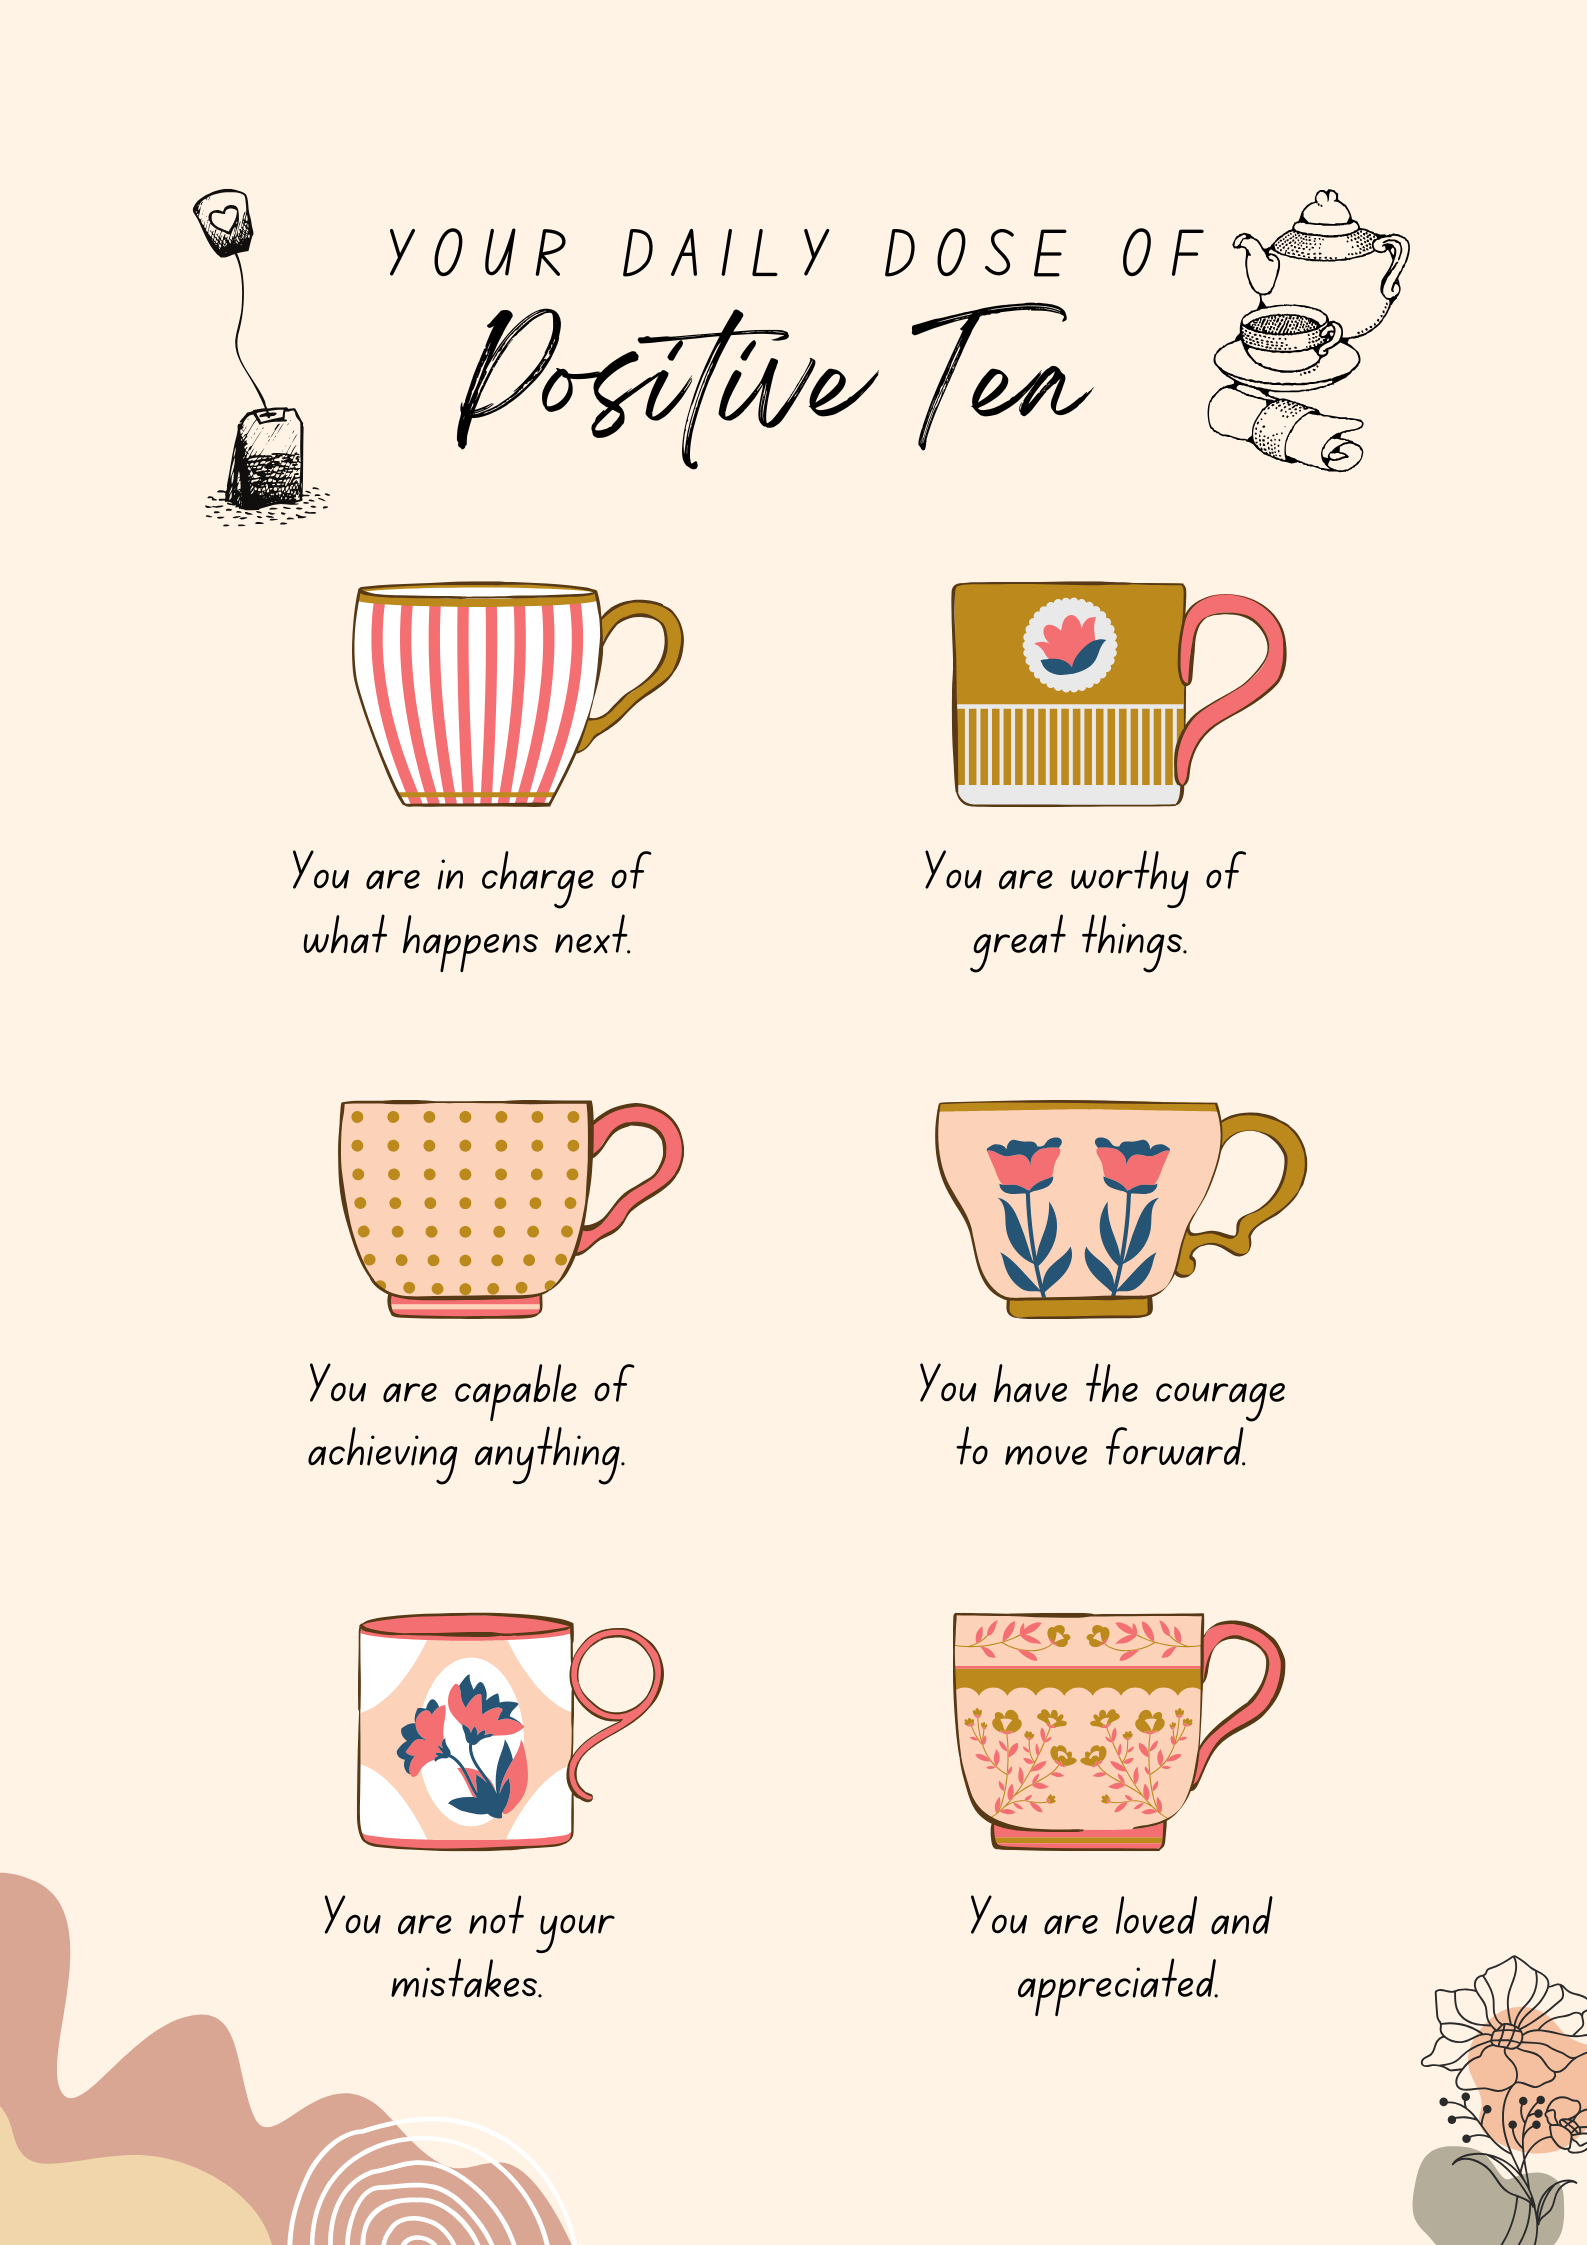 YOUR DAILY DOSE OF
Positive Tea
You are in charge of
what happens next.
You are worthy of
great things.
You are capable of
achieving anything.
You have the courage
to move forward.
You are not your
mistakes.
You are loved and
appreciated.